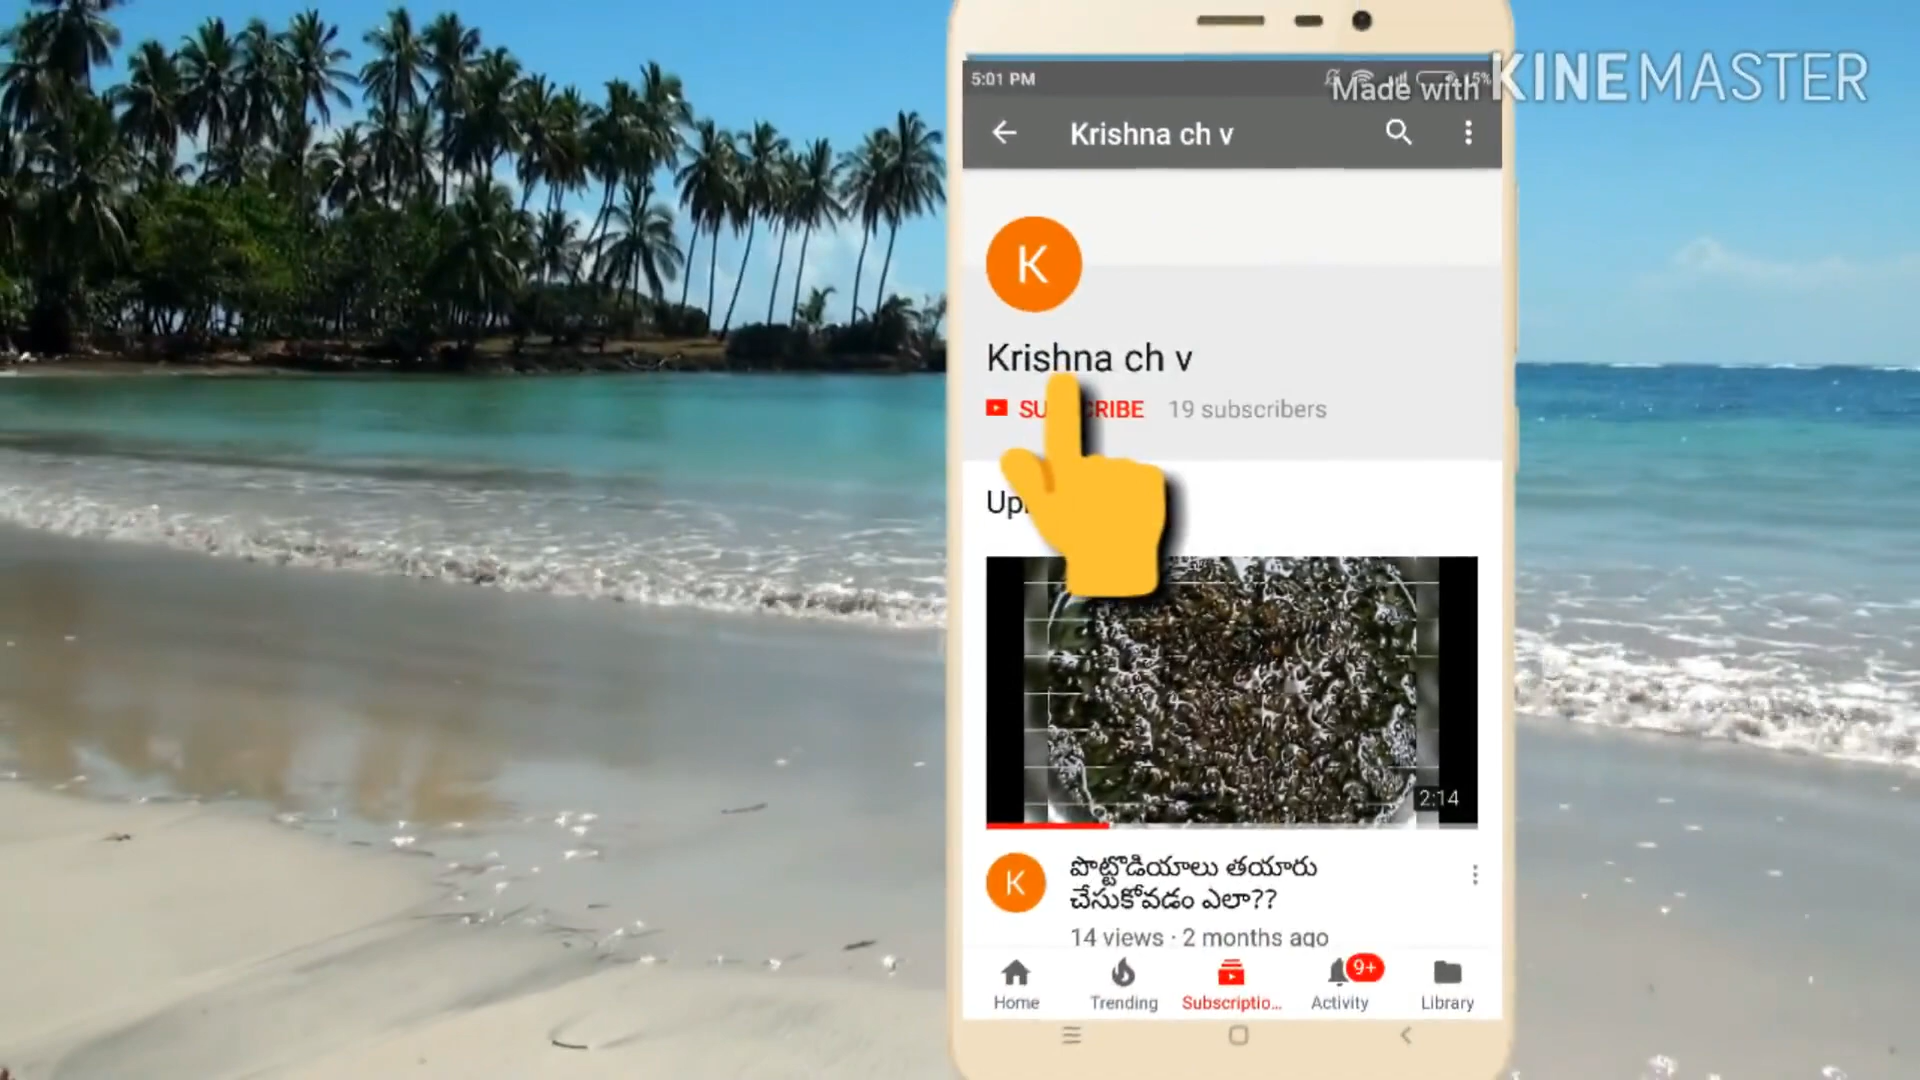 5:01 PM
Made with KINEMASTER
Krishna ch v
K
Krishna ch v
19 subscribers
2:14
K
పొట్టొడియాలు తయారు
చేసుకోవడం ఎలా??
14 views · 2 months ago
9+
Home
Trending
Subscriptio...
Activity
Library